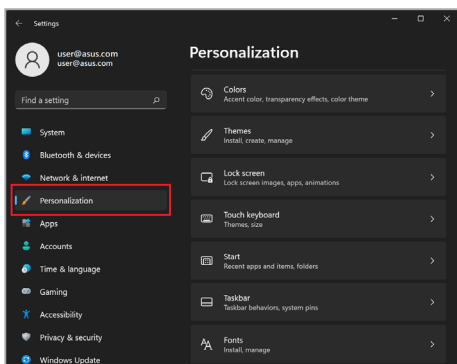 Settings
user@asus.com
user@asus.com
Find a setting
System
Bluetooth & devices
Network & internet
Personalization
Apps
Accounts
Time & language
Gaming
Accessibility
Privacy & security
Windows Update
Personalization
Colors
Accent color, transparency effects, color theme
Themes
Install, create, manage
Lock screen
Lock screen images, apps, animations
Touch keyboard
Themes, size
Start
Recent apps and items, folders
Taskbar
Taskbar behaviors, system pins
Fonts
Install, manage